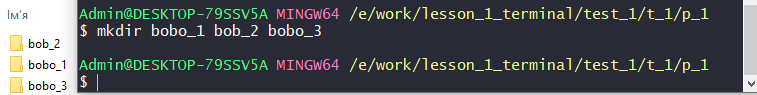 Ім'я
bob_2
bobo_1
bobo_3
Admin@DESKTOP-79SSV5A MINGW64 /e/work/lesson_1_terminal/test_1/t_1/p_1
$ mkdir bobo_1 bob_2 bobo_3
Admin@DESKTOP-79SSV5A MINGW64 /e/work/lesson_1_terminal/test_1/t_1/p_1
$